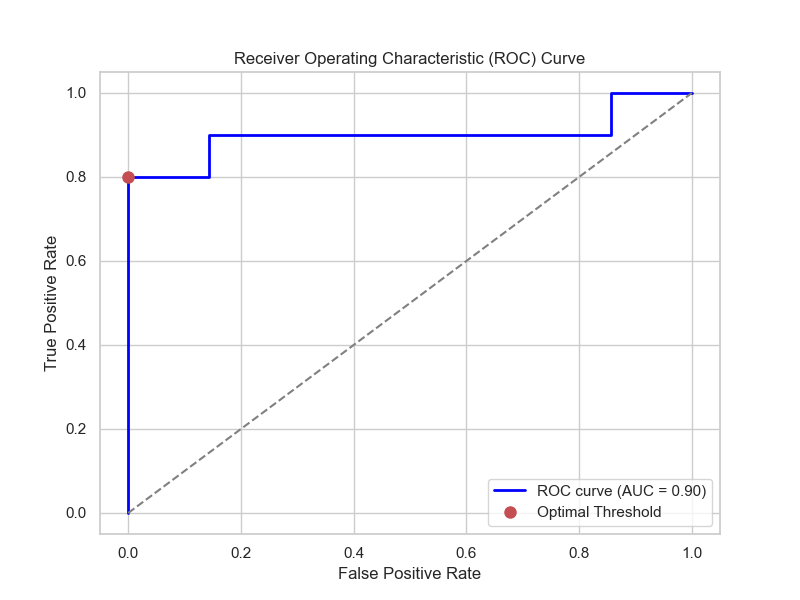 Receiver Operating Characteristic (ROC) Curve
1.0
0.8
0.6
0.4
0.2
0.0
True Positive Rate
0.0 0.2 0.4 0.6 0.8 1.0
False Positive Rate
ROC curve (AUC = 0.90)
Optimal Threshold